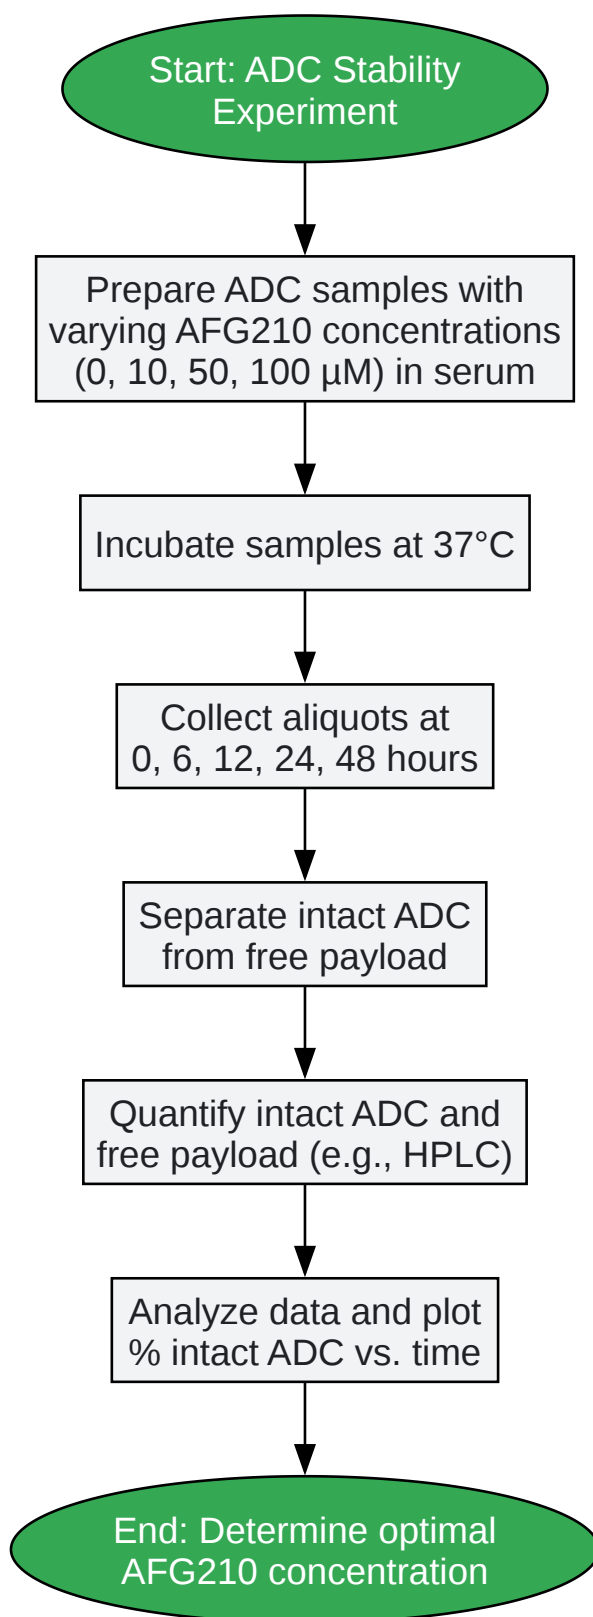 Start: ADC Stability
Experiment
Prepare ADC samples with
varying AFG210 concentrations
(0, 10, 50, 100 µM) in serum
Incubate samples at 37°C
Collect aliquots at
0, 6, 12, 24, 48 hours
Separate intact ADC
from free payload
Quantify intact ADC and
free payload (e.g., HPLC)
Analyze data and plot
% intact ADC vs. time
End: Determine optimal
AFG210 concentration